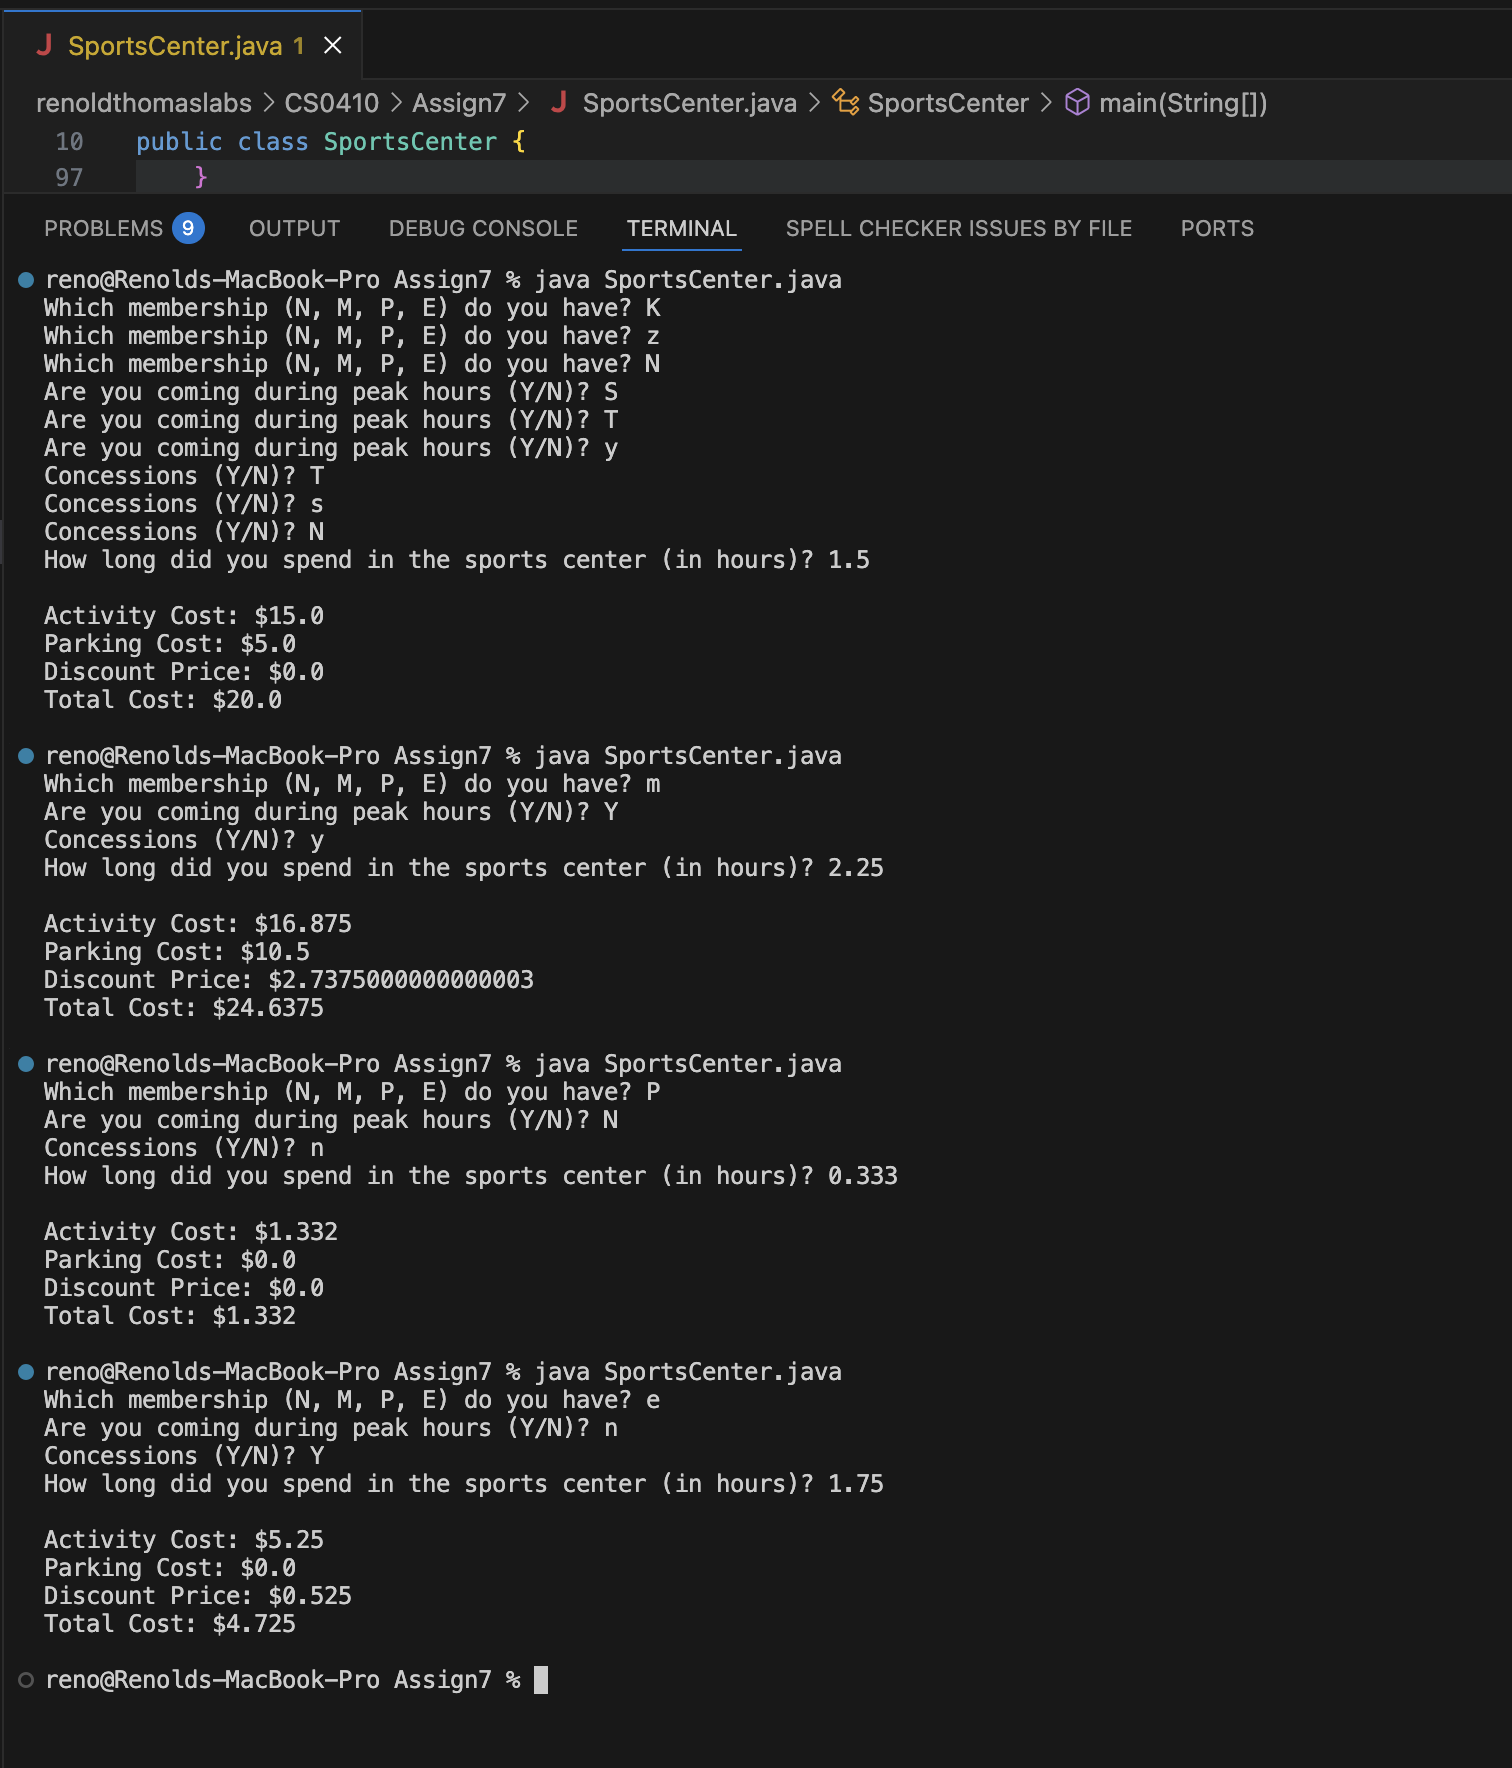 SportsCenter.java 1
renoldthomaslabs > CS0410 > Assign7 > SportsCenter.java > SportsCenter > main(String[])
10 public class SportsCenter {
97 }
PROBLEMS 9 OUTPUT DEBUG CONSOLE TERMINAL SPELL CHECKER ISSUES BY FILE PORTS
reno@Renolds-MacBook-Pro Assign7 % java SportsCenter.java
Which membership (N, M, P, E) do you have? K
Which membership (N, M, P, E) do you have? z
Which membership (N, M, P, E) do you have? N
Are you coming during peak hours (Y/N)? S
Are you coming during peak hours (Y/N)? T
Are you coming during peak hours (Y/N)? y
Concessions (Y/N)? T
Concessions (Y/N)? s
Concessions (Y/N)? N
How long did you spend in the sports center (in hours)? 1.5
Activity Cost: $15.0
Parking Cost: $5.0
Discount Price: $0.0
Total Cost: $20.0
reno@Renolds-MacBook-Pro Assign7 % java SportsCenter.java
Which membership (N, M, P, E) do you have? m
Are you coming during peak hours (Y/N)? Y
Concessions (Y/N)? y
How long did you spend in the sports center (in hours)? 2.25
Activity Cost: $16.875
Parking Cost: $10.5
Discount Price: $2.7375000000000003
Total Cost: $24.6375
reno@Renolds-MacBook-Pro Assign7 % java SportsCenter.java
Which membership (N, M, P, E) do you have? P
Are you coming during peak hours (Y/N)? N
Concessions (Y/N)? n
How long did you spend in the sports center (in hours)? 0.333
Activity Cost: $1.332
Parking Cost: $0.0
Discount Price: $0.0
Total Cost: $1.332
reno@Renolds-MacBook-Pro Assign7 % java SportsCenter.java
Which membership (N, M, P, E) do you have? e
Are you coming during peak hours (Y/N)? n
Concessions (Y/N)? Y
How long did you spend in the sports center (in hours)? 1.75
Activity Cost: $5.25
Parking Cost: $0.0
Discount Price: $0.525
Total Cost: $4.725
reno@Renolds-MacBook-Pro Assign7 %